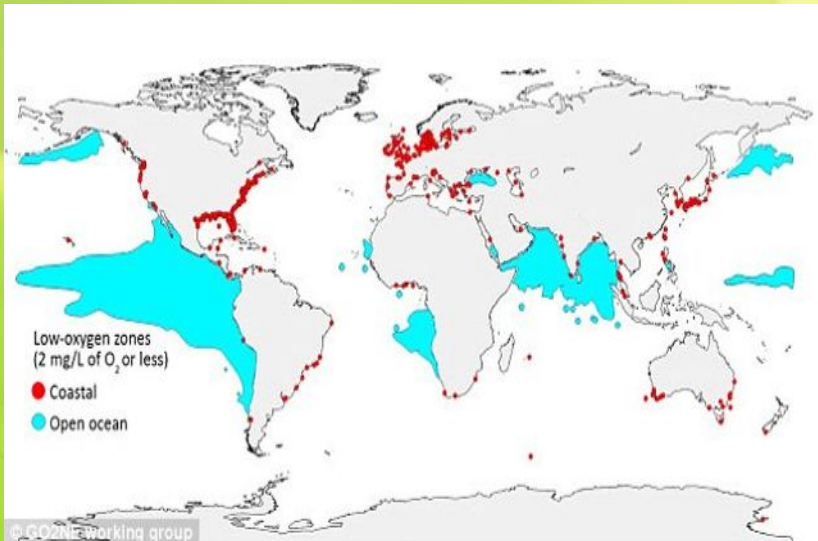 Low-oxygen zones
(2 mg/L of O₂ or less)
Coastal
Open ocean
© GO2NE working group